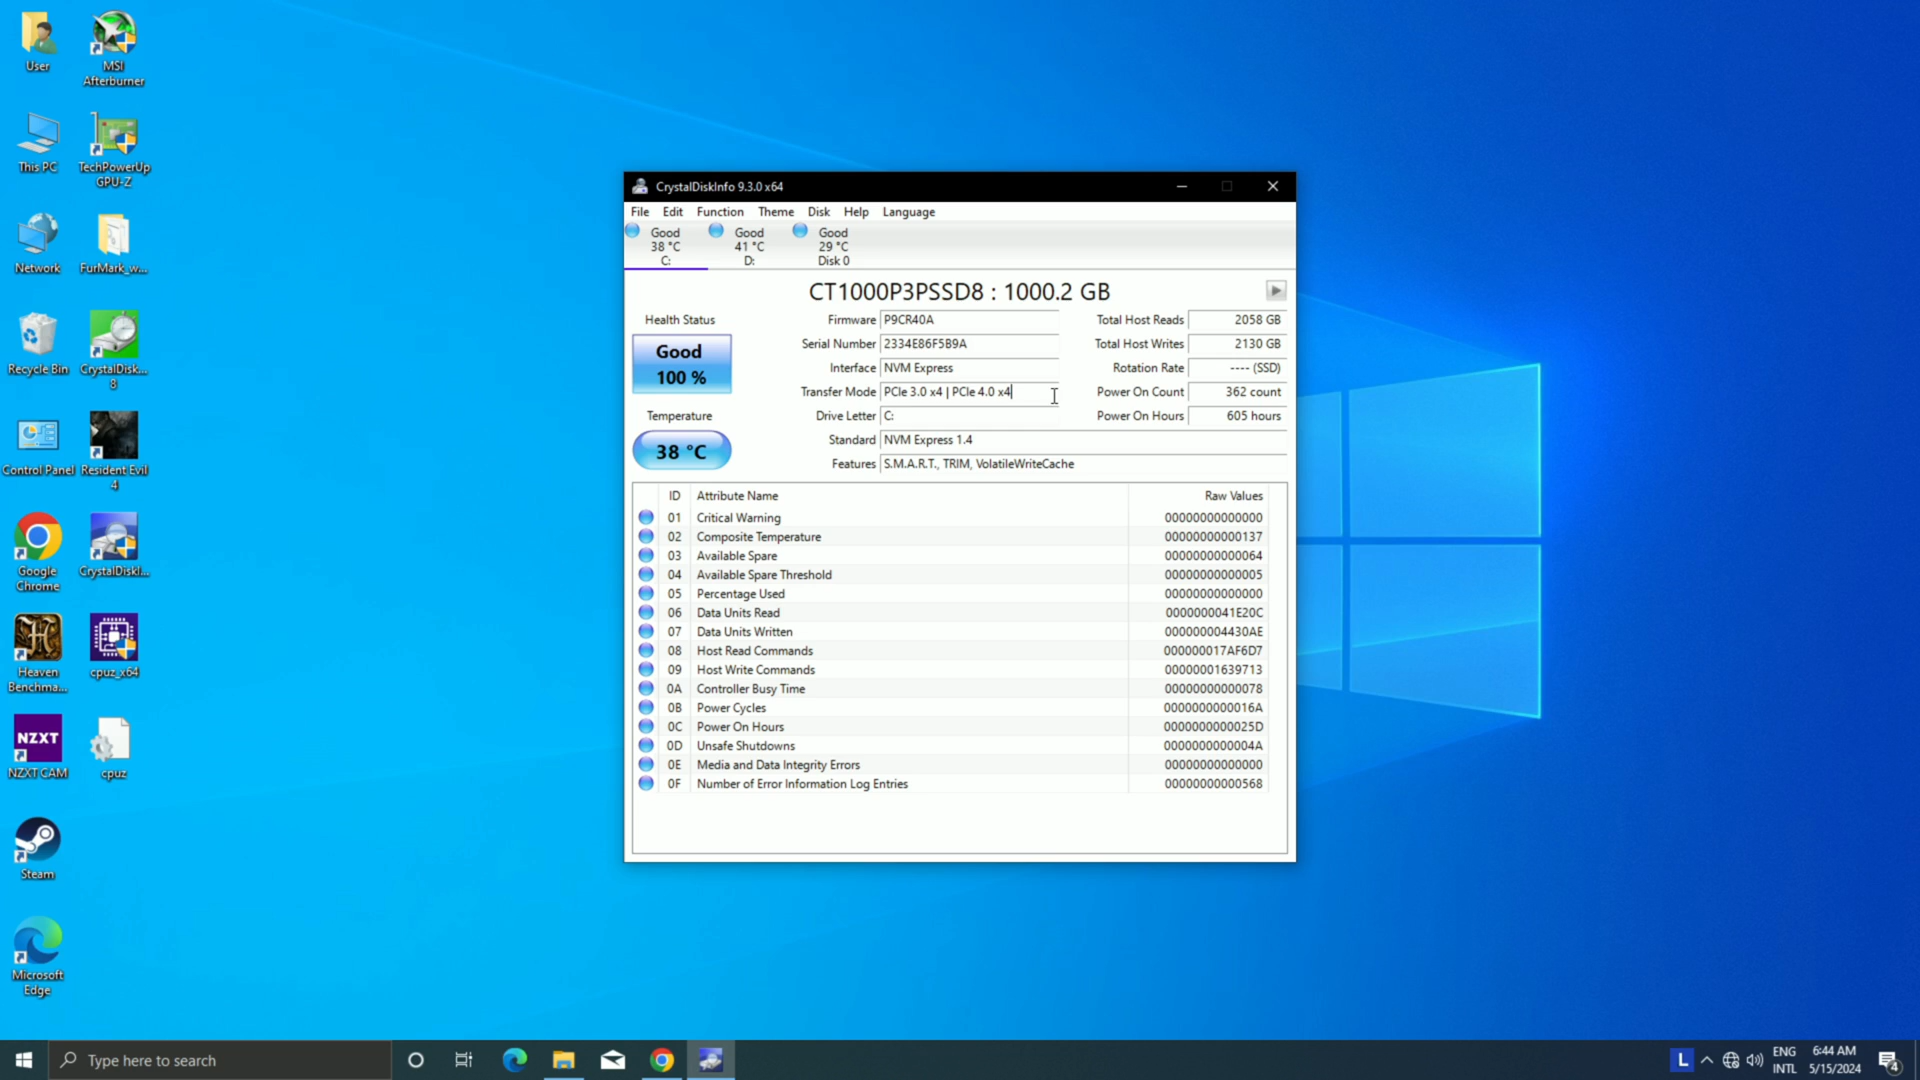 User
MSI
Afterburner
This PC
TechPowerUp
GPU-Z
Network
FurMark_w...
Recycle Bin
CrystalDisk...
8
Control Panel
Resident Evil
4
Google
Chrome
CrystalDiskI...
Heaven
Benchma...
cpuz_x64
NZXT
NZXT CAM
cpuz
Steam
Microsoft
Edge
CrystalDiskInfo 9.3.0 x64
File Edit Function Theme Disk Help Language
Good Good Good
38 °C 41 °C 29 °C
C: D: Disk 0
CT1000P3PSSD8 : 1000.2 GB
Health Status
Good
100 %
Temperature
38 °C
Firmware P9CR40A
Serial Number 2334E86F5B9A
Interface NVM Express
Transfer Mode PCIe 3.0 x4 | PCIe 4.0 x4
Drive Letter C:
Standard NVM Express 1.4
Features S.M.A.R.T., TRIM, VolatileWriteCache
Total Host Reads 2058 GB
Total Host Writes 2130 GB
Rotation Rate ---- (SSD)
Power On Count 362 count
Power On Hours 605 hours
ID Attribute Name Raw Values
01 Critical Warning 00000000000000
02 Composite Temperature 00000000000137
03 Available Spare 00000000000064
04 Available Spare Threshold 00000000000005
05 Percentage Used 00000000000000
06 Data Units Read 0000000041E20C
07 Data Units Written 000000004430AE
08 Host Read Commands 000000017AF6D7
09 Host Write Commands 00000001639713
0A Controller Busy Time 00000000000078
0B Power Cycles 0000000000016A
0C Power On Hours 0000000000025D
0D Unsafe Shutdowns 0000000000004A
0E Media and Data Integrity Errors 00000000000000
0F Number of Error Information Log Entries 00000000000568
Type here to search
L
ENG
INTL
6:44 AM
5/15/2024
4